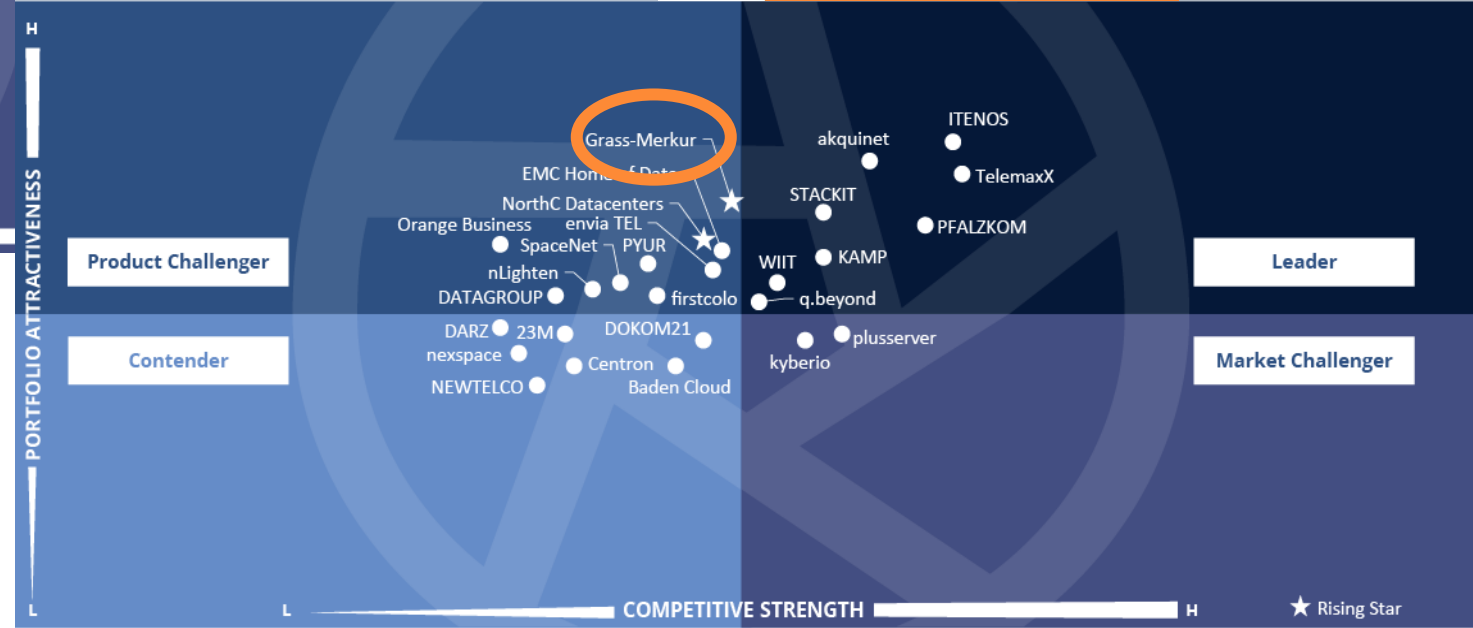 H
ITENOS
akquinet
Grass-Merkur
EMC Home of Data
TelemaxX
STACKIT
NorthC Datacenters
Orange Business
envia TEL
PFALZKOM
SpaceNet
PYUR
WIIT
KAMP
Product Challenger
Leader
nLighten
DATAGROUP
firstcolo
q.beyond
DARZ
23M
DOKOM21
plusserver
nexspace
Contender
Centron
kyberio
Market Challenger
NEWTELCO
Baden Cloud
PORTFOLIO ATTRACTIVENESS
L
L
COMPETITIVE STRENGTH
H
Rising Star